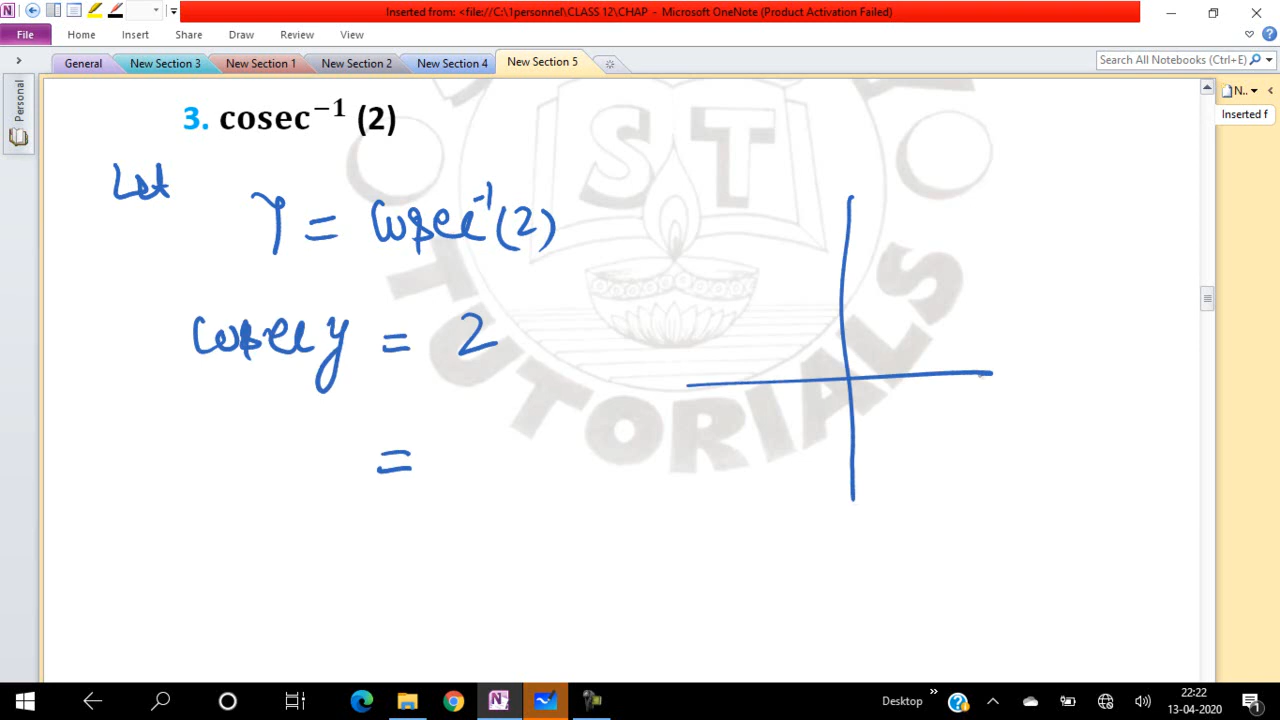 Inserted from: <file://C:\1personnel\CLASS 12\CHAP - Microsoft OneNote (Product Activation Failed)
File Home Insert Share Draw Review View
General New Section 3 New Section 1 New Section 2 New Section 4 New Section 5
Search All Notebooks (Ctrl+E)
Personal
N..
Inserted f
3. cosec⁻¹ (2)
Let
y = cosec⁻¹(2)
cosec y = 2
=
ST
TUTORIALS
Desktop
22:22
13-04-2020
1